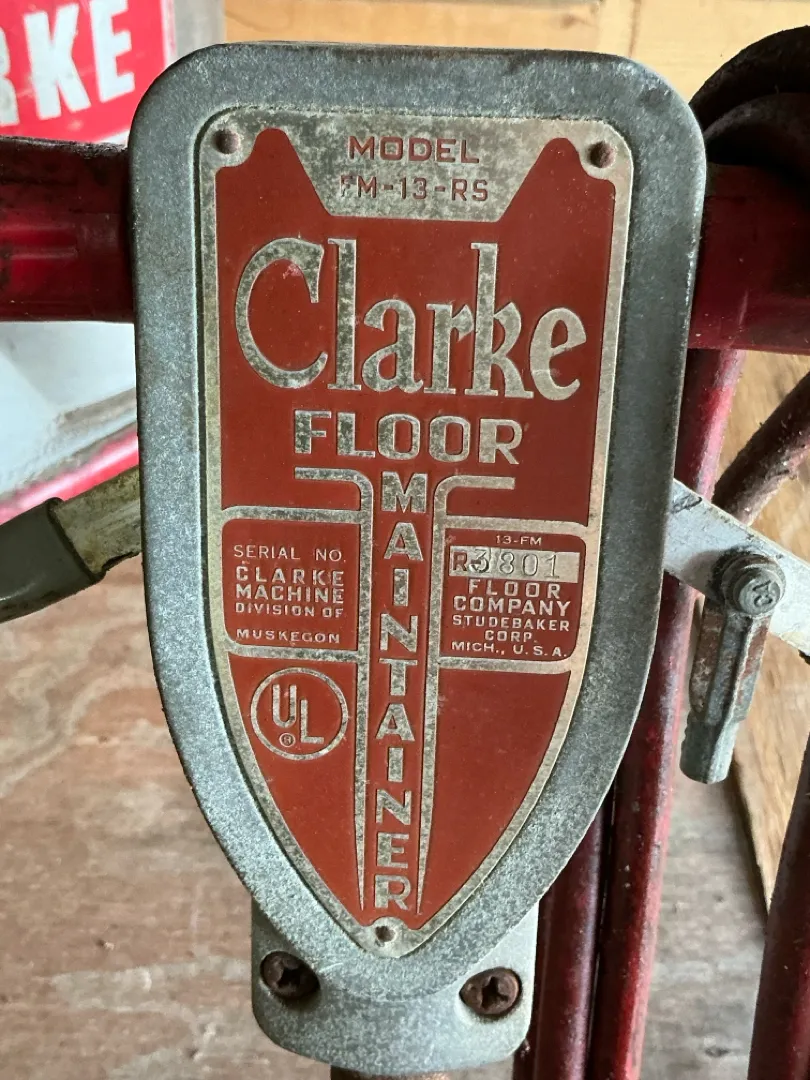 RKE
MODEL
FM-13-RS
Clarke
FLOOR
MAINTAINER
SERIAL NO.
CLARKE
MACHINE
DIVISION OF
MUSKEGON
13-FM
R3801
FLOOR
COMPANY
STUDEBAKER
CORP.
MICH., U.S.A.
UL
®